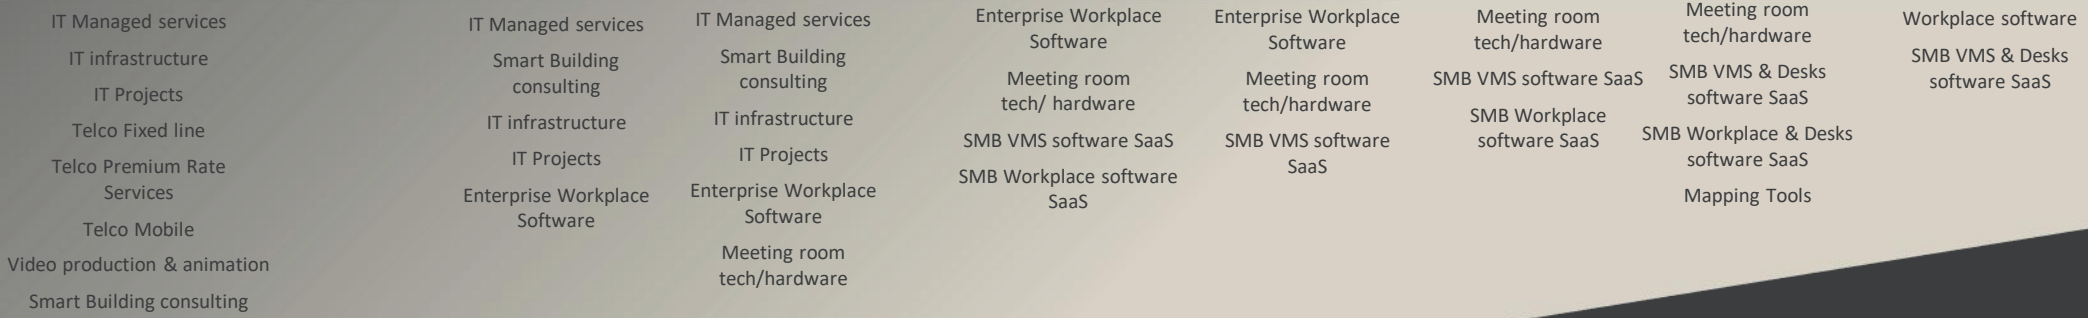 IT Managed services
IT infrastructure
IT Projects
Telco Fixed line
Telco Premium Rate
Services
Telco Mobile
Video production & animation
Smart Building consulting
IT Managed services
Smart Building
consulting
IT infrastructure
IT Projects
Enterprise Workplace
Software
IT Managed services
Smart Building
consulting
IT infrastructure
IT Projects
Enterprise Workplace
Software
Meeting room
tech/hardware
Enterprise Workplace
Software
Meeting room
tech/ hardware
SMB VMS software SaaS
SMB Workplace software
SaaS
Enterprise Workplace
Software
Meeting room
tech/hardware
SMB VMS software
SaaS
Meeting room
tech/hardware
SMB VMS software SaaS
SMB Workplace
software SaaS
Meeting room
tech/hardware
SMB VMS & Desks
software SaaS
SMB Workplace & Desks
software SaaS
Mapping Tools
Workplace software
SMB VMS & Desks
software SaaS